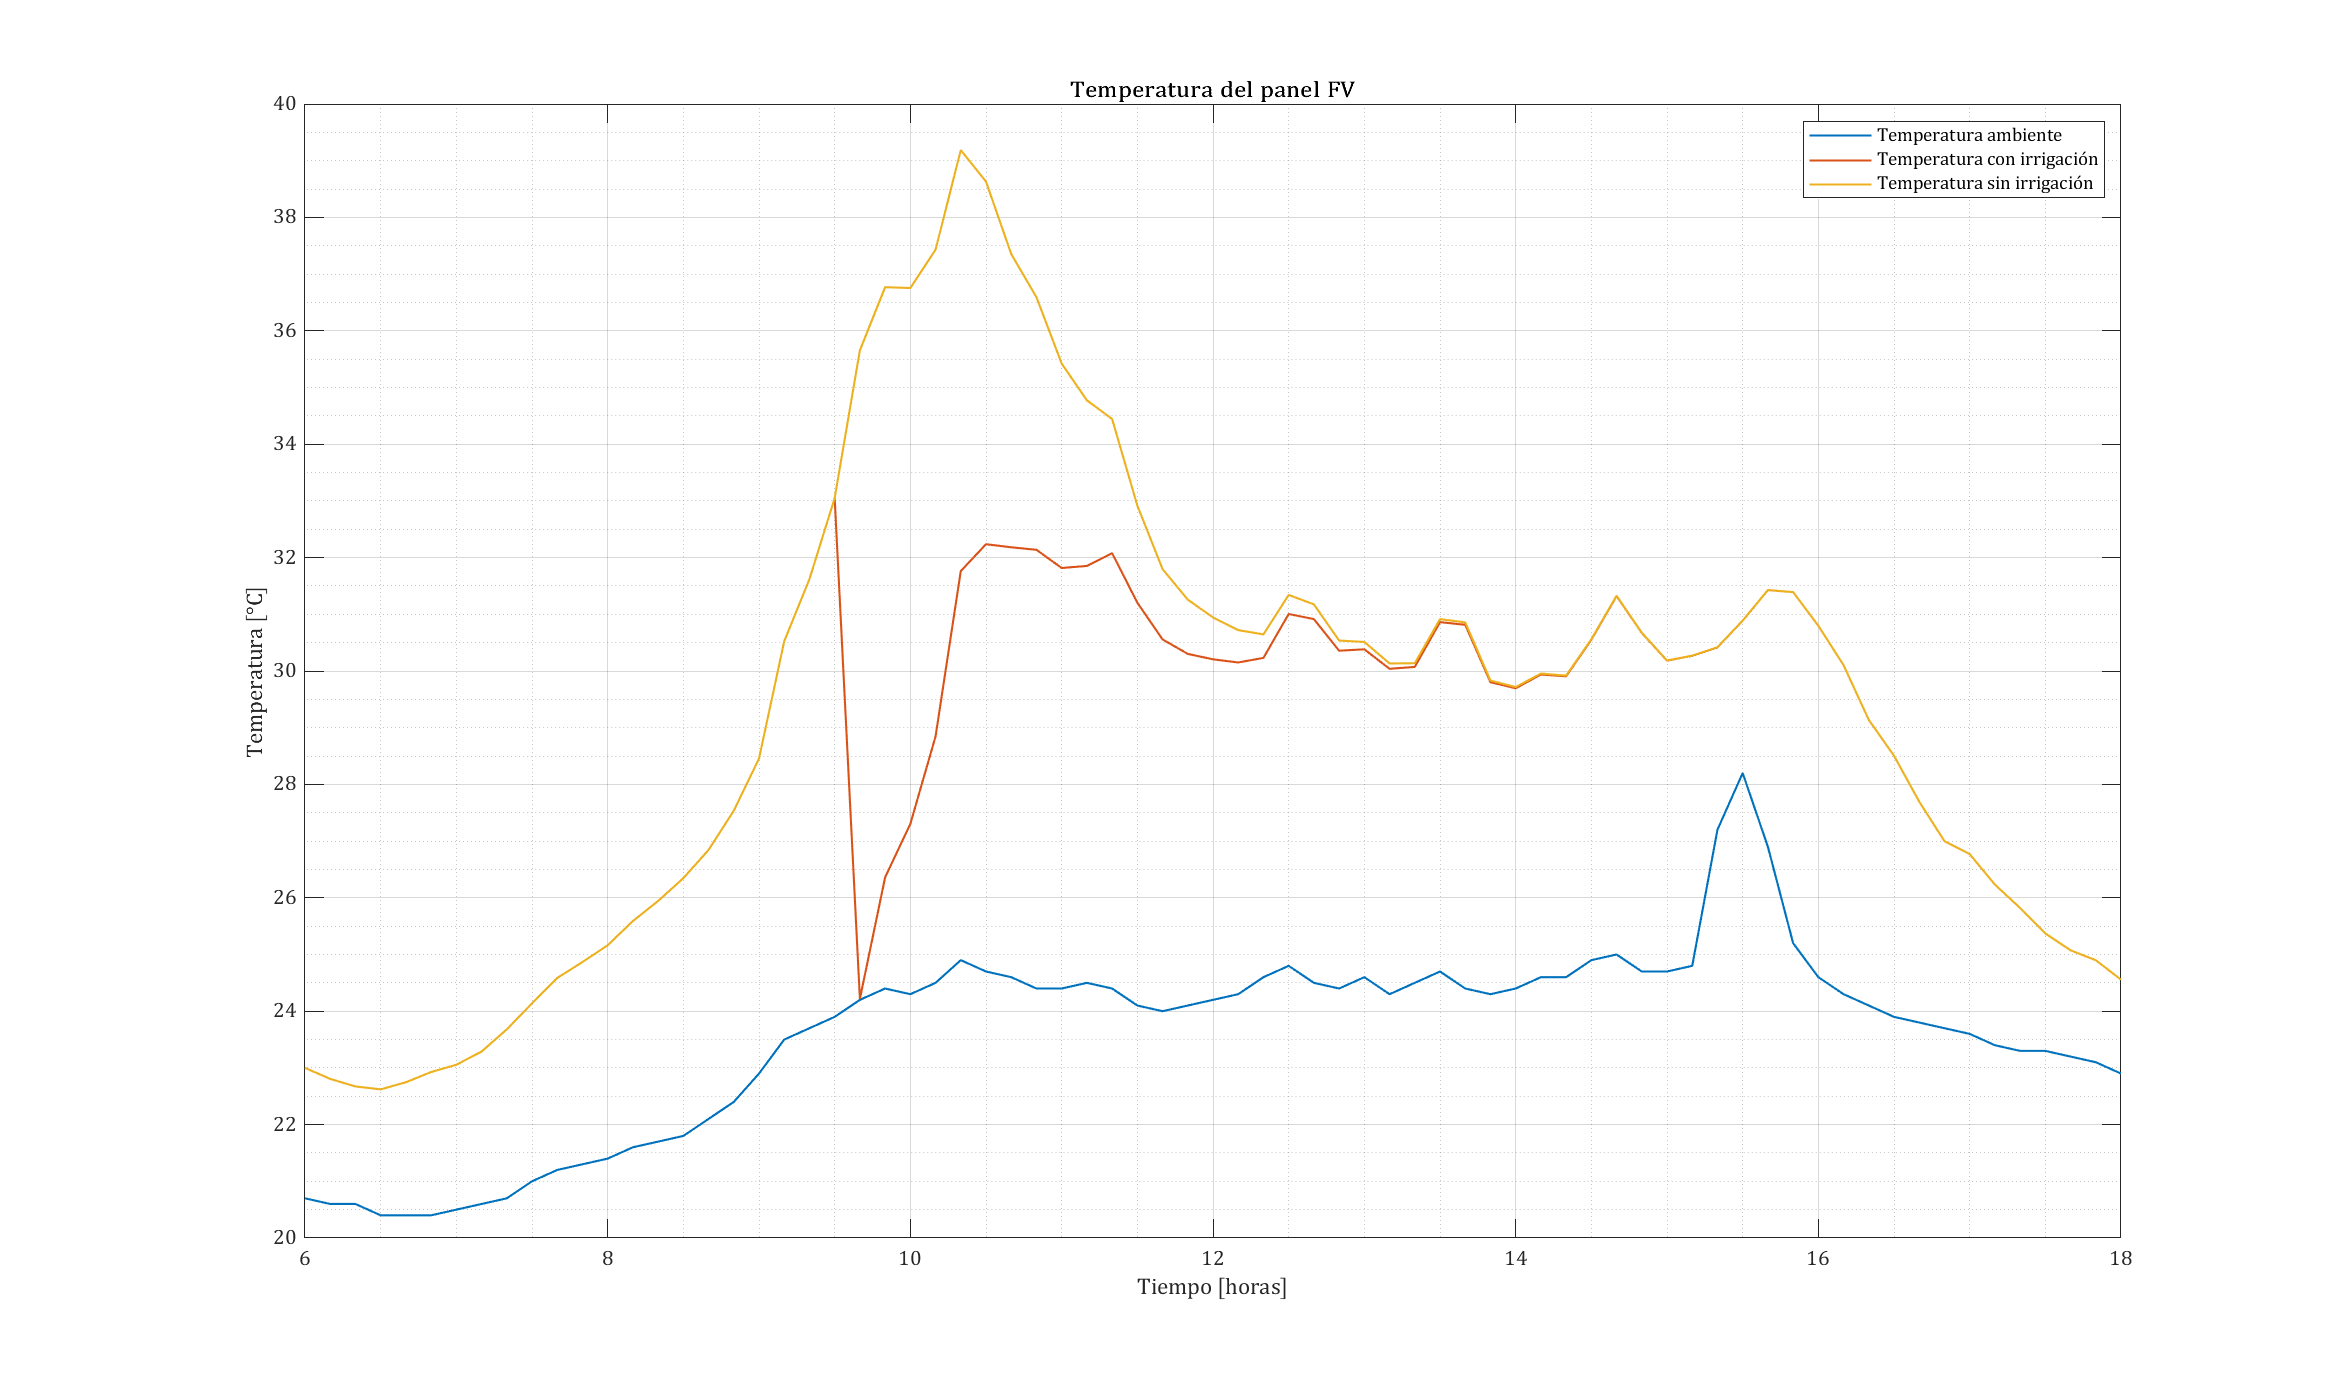 Temperatura del panel FV
40
38
36
34
32
30
28
26
24
22
20
Temperatura [°C]
Temperatura ambiente
Temperatura con irrigación
Temperatura sin irrigación
6 8 10 12 14 16 18
Tiempo [horas]